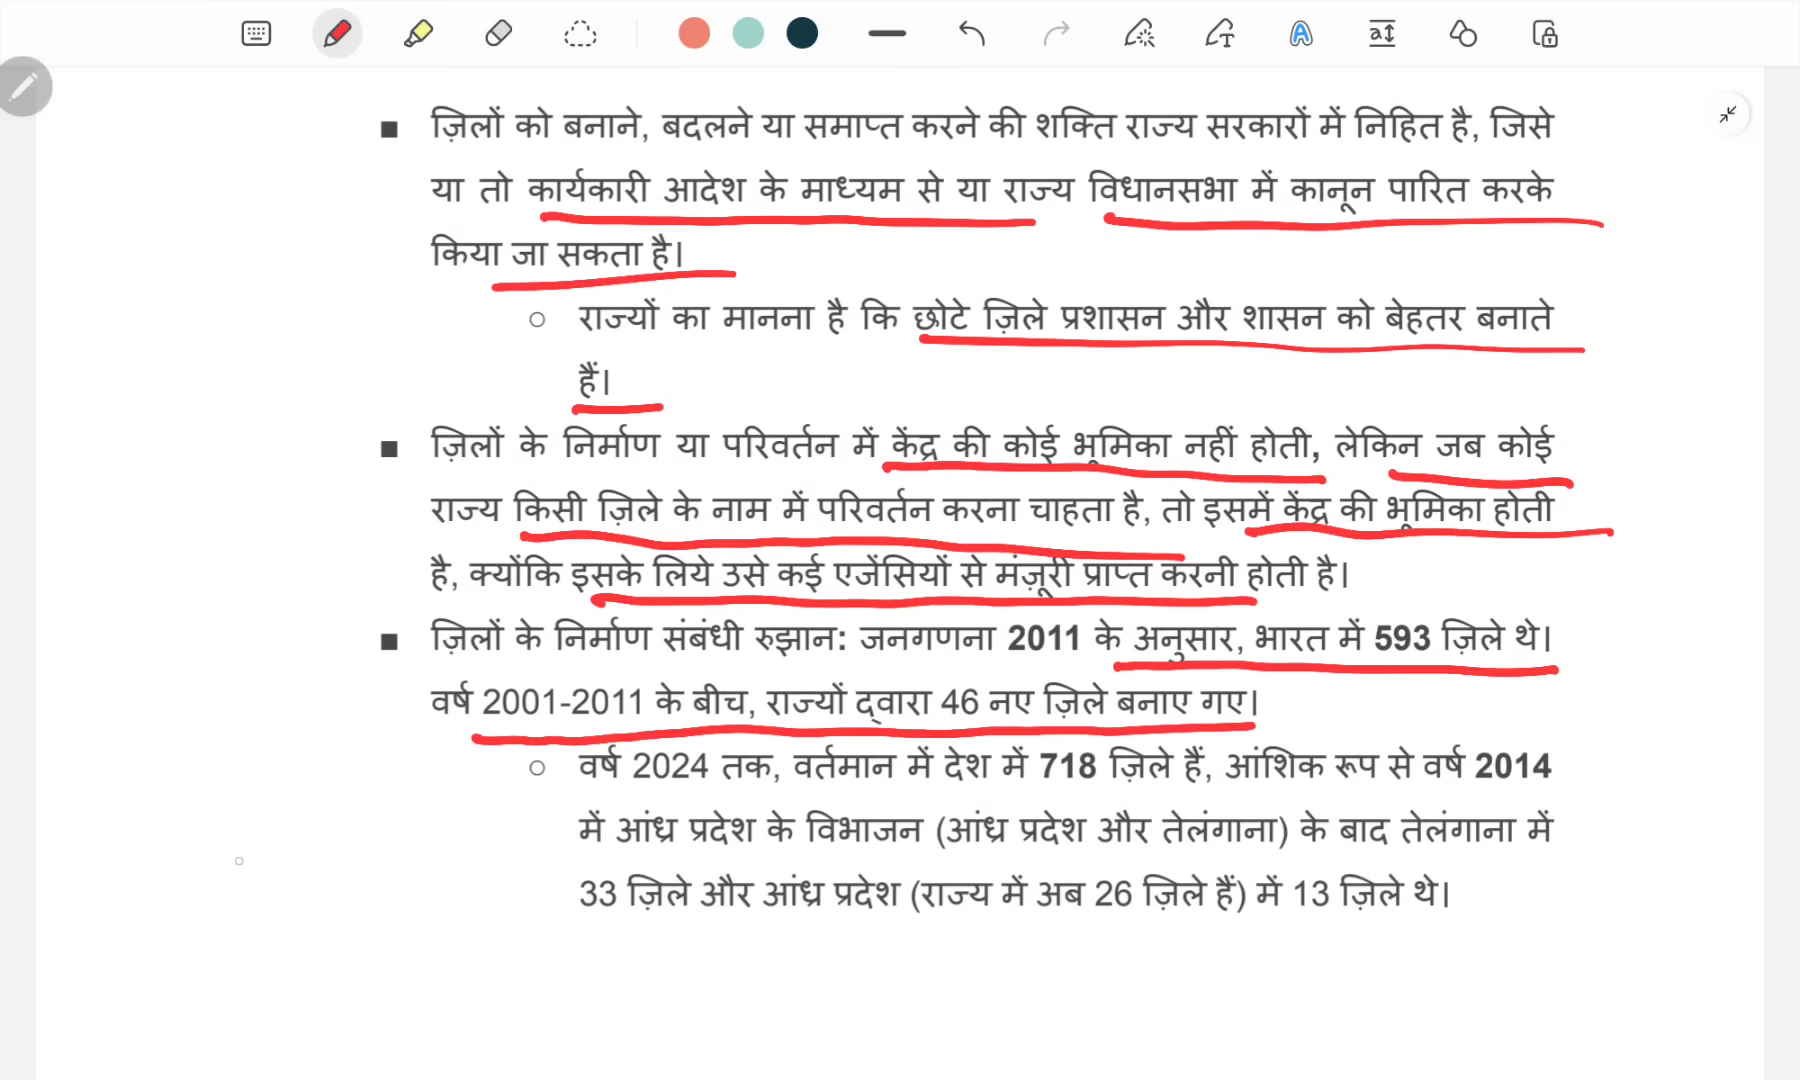 ■ ज़िलों को बनाने, बदलने या समाप्त करने की शक्ति राज्य सरकारों में निहित है, जिसे
या तो कार्यकारी आदेश के माध्यम से या राज्य विधानसभा में कानून पारित करके
किया जा सकता है।
○ राज्यों का मानना है कि छोटे ज़िले प्रशासन और शासन को बेहतर बनाते
हैं।
■ ज़िलों के निर्माण या परिवर्तन में केंद्र की कोई भूमिका नहीं होती, लेकिन जब कोई
राज्य किसी ज़िले के नाम में परिवर्तन करना चाहता है, तो इसमें केंद्र की भूमिका होती
है, क्योंकि इसके लिये उसे कई एजेंसियों से मंज़ूरी प्राप्त करनी होती है।
■ ज़िलों के निर्माण संबंधी रुझान: जनगणना 2011 के अनुसार, भारत में 593 ज़िले थे।
वर्ष 2001-2011 के बीच, राज्यों द्वारा 46 नए ज़िले बनाए गए।
○ वर्ष 2024 तक, वर्तमान में देश में 718 ज़िले हैं, आंशिक रूप से वर्ष 2014
में आंध्र प्रदेश के विभाजन (आंध्र प्रदेश और तेलंगाना) के बाद तेलंगाना में
33 ज़िले और आंध्र प्रदेश (राज्य में अब 26 ज़िले हैं) में 13 ज़िले थे।